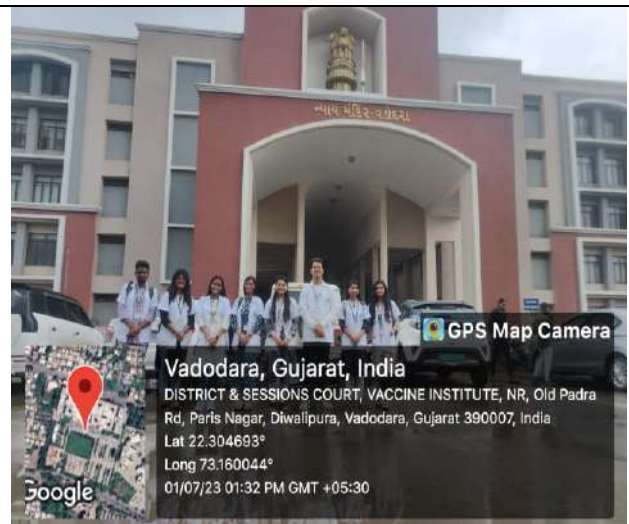 ન્યાય મંદિર-વડોદરા
GPS Map Camera
Vadodara, Gujarat, India
DISTRICT & SESSIONS COURT, VACCINE INSTITUTE, NR, Old Padra
Rd, Paris Nagar, Diwalipura, Vadodara, Gujarat 390007, India
Lat 22.304693°
Long 73.160044°
01/07/23 01:32 PM GMT +05:30
Google